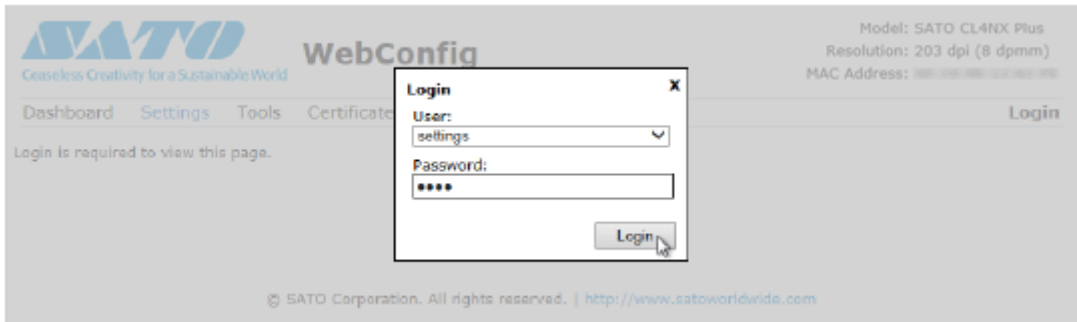 SATO
Ceaseless Creativity for a Sustainable World
WebConfig
Model: SATO CL4NX Plus
Resolution: 203 dpi (8 dpmm)
MAC Address:
Dashboard Settings Tools Certificate
Login
Login is required to view this page.
Login x
User:
settings
Password:
••••
Login
© SATO Corporation. All rights reserved. | http://www.satoworldwide.com